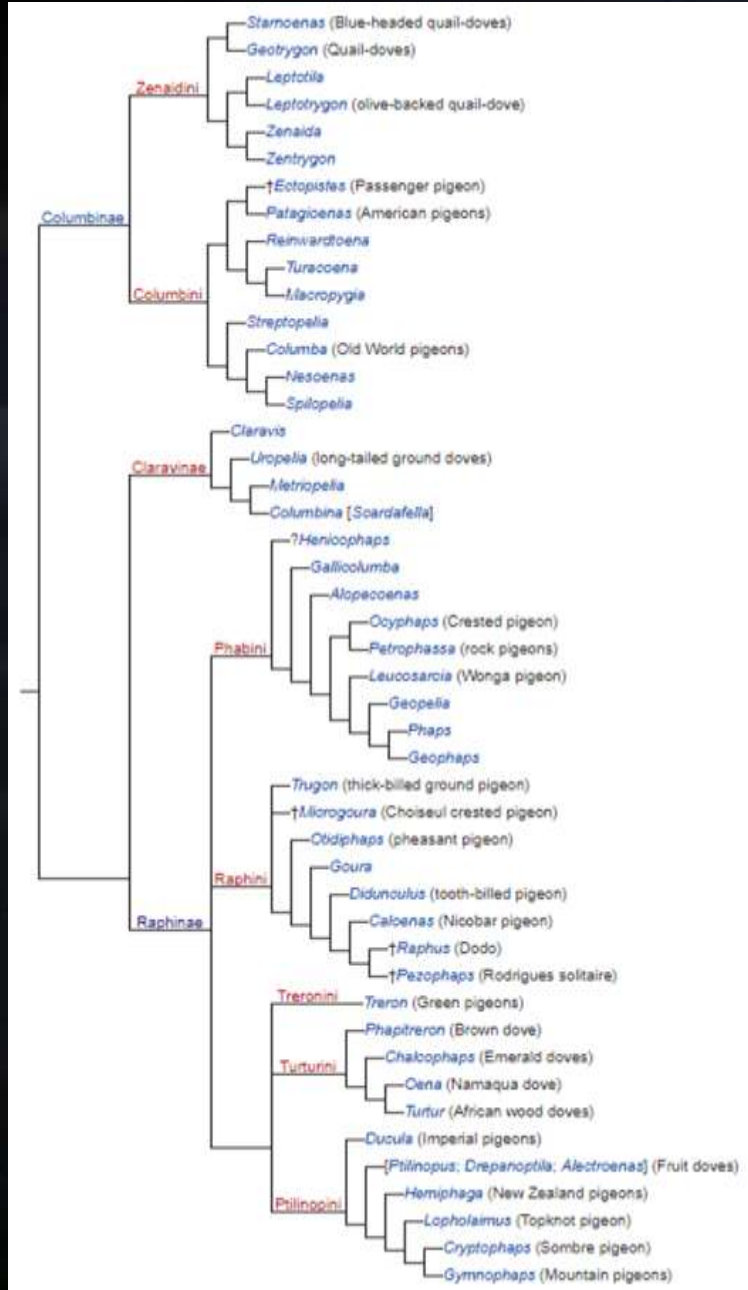 Starnoenas (Blue-headed quail-doves)
Geotrygon (Quail-doves)
Leptotila
Zenaidini
Leptotrygon (olive-backed quail-dove)
Zenaida
Zentrygon
†Ectopistes (Passenger pigeon)
Patagioenas (American pigeons)
Columbinae
Reinwardtoena
Turacoena
Columbini
Macropygia
Streptopelia
Columba (Old World pigeons)
Nesoenas
Spilopelia
Claravis
Uropelia (long-tailed ground doves)
Claravinae
Metriopelia
Columbina [Scardafella]
?Henicophaps
Gallicolumba
Alopecoenas
Ocyphaps (Crested pigeon)
Phabini
Petrophassa (rock pigeons)
Leucosarcia (Wonga pigeon)
Geopelia
Phaps
Geophaps
Trugon (thick-billed ground pigeon)
†Microgoura (Choiseul crested pigeon)
Otidiphaps (pheasant pigeon)
Goura
Raphini
Didunculus (tooth-billed pigeon)
Caloenas (Nicobar pigeon)
Raphinae
†Raphus (Dodo)
†Pezophaps (Rodrigues solitaire)
Treronini
Treron (Green pigeons)
Phapitreron (Brown dove)
Chalcophaps (Emerald doves)
Turturini
Oena (Namaqua dove)
Turtur (African wood doves)
Ducula (Imperial pigeons)
[Ptilinopus; Drepanoptila; Alectroenas] (Fruit doves)
Hemiphaga (New Zealand pigeons)
Ptilinopini
Lopholaimus (Topknot pigeon)
Cryptophaps (Sombre pigeon)
Gymnophaps (Mountain pigeons)